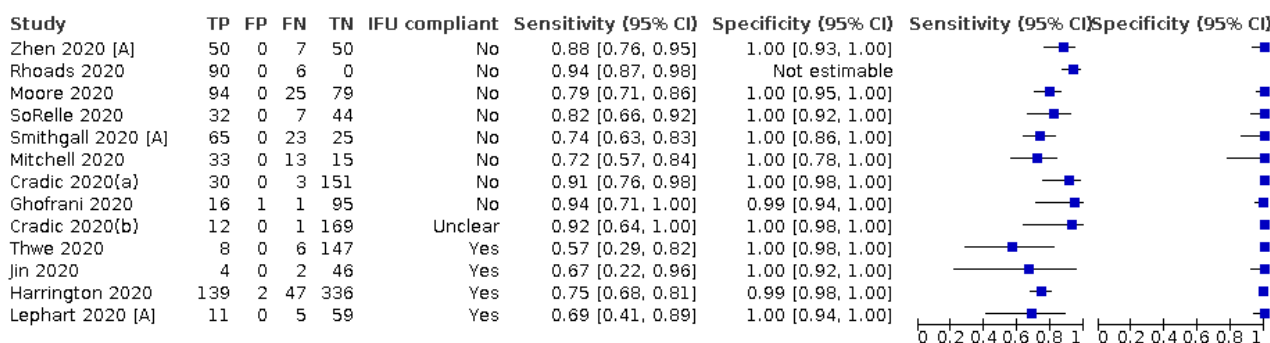 Study TP FP FN TN IFU compliant Sensitivity (95% CI) Specificity (95% CI) Sensitivity (95% CI) Specificity (95% CI)
Zhen 2020 [A] 50 0 7 50 No 0.88 [0.76, 0.95] 1.00 [0.93, 1.00]
Rhoads 2020 90 0 6 0 No 0.94 [0.87, 0.98] Not estimable
Moore 2020 94 0 25 79 No 0.79 [0.71, 0.86] 1.00 [0.95, 1.00]
SoRelle 2020 32 0 7 44 No 0.82 [0.66, 0.92] 1.00 [0.92, 1.00]
Smithgall 2020 [A] 65 0 23 25 No 0.74 [0.63, 0.83] 1.00 [0.86, 1.00]
Mitchell 2020 33 0 13 15 No 0.72 [0.57, 0.84] 1.00 [0.78, 1.00]
Cradic 2020(a) 30 0 3 151 No 0.91 [0.76, 0.98] 1.00 [0.98, 1.00]
Ghofrani 2020 16 1 1 95 No 0.94 [0.71, 1.00] 0.99 [0.94, 1.00]
Cradic 2020(b) 12 0 1 169 Unclear 0.92 [0.64, 1.00] 1.00 [0.98, 1.00]
Thwe 2020 8 0 6 147 Yes 0.57 [0.29, 0.82] 1.00 [0.98, 1.00]
Jin 2020 4 0 2 46 Yes 0.67 [0.22, 0.96] 1.00 [0.92, 1.00]
Harrington 2020 139 2 47 336 Yes 0.75 [0.68, 0.81] 0.99 [0.98, 1.00]
Lephart 2020 [A] 11 0 5 59 Yes 0.69 [0.41, 0.89] 1.00 [0.94, 1.00]
0 0.2 0.4 0.6 0.8 1 0 0.2 0.4 0.6 0.8 1